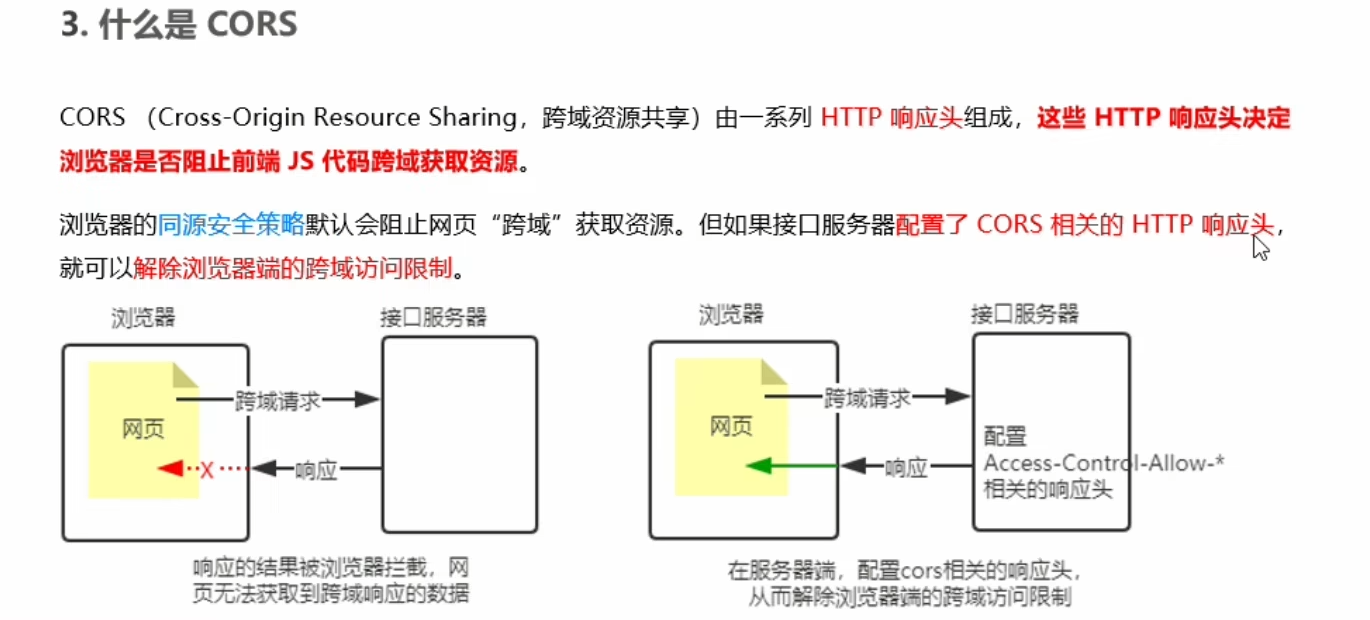 3. 什么是 CORS
CORS （Cross-Origin Resource Sharing，跨域资源共享）由一系列 HTTP 响应头组成，这些 HTTP 响应头决定
浏览器是否阻止前端 JS 代码跨域获取资源。
浏览器的同源安全策略默认会阻止网页“跨域”获取资源。但如果接口服务器配置了 CORS 相关的 HTTP 响应头，
就可以解除浏览器端的跨域访问限制。
浏览器
接口服务器
网页
跨域请求
X
响应
响应的结果被浏览器拦截，网
页无法获取到跨域响应的数据
浏览器
接口服务器
网页
跨域请求
响应
配置
Access-Control-Allow-*
相关的响应头
在服务器端，配置cors相关的响应头，
从而解除浏览器端的跨域访问限制